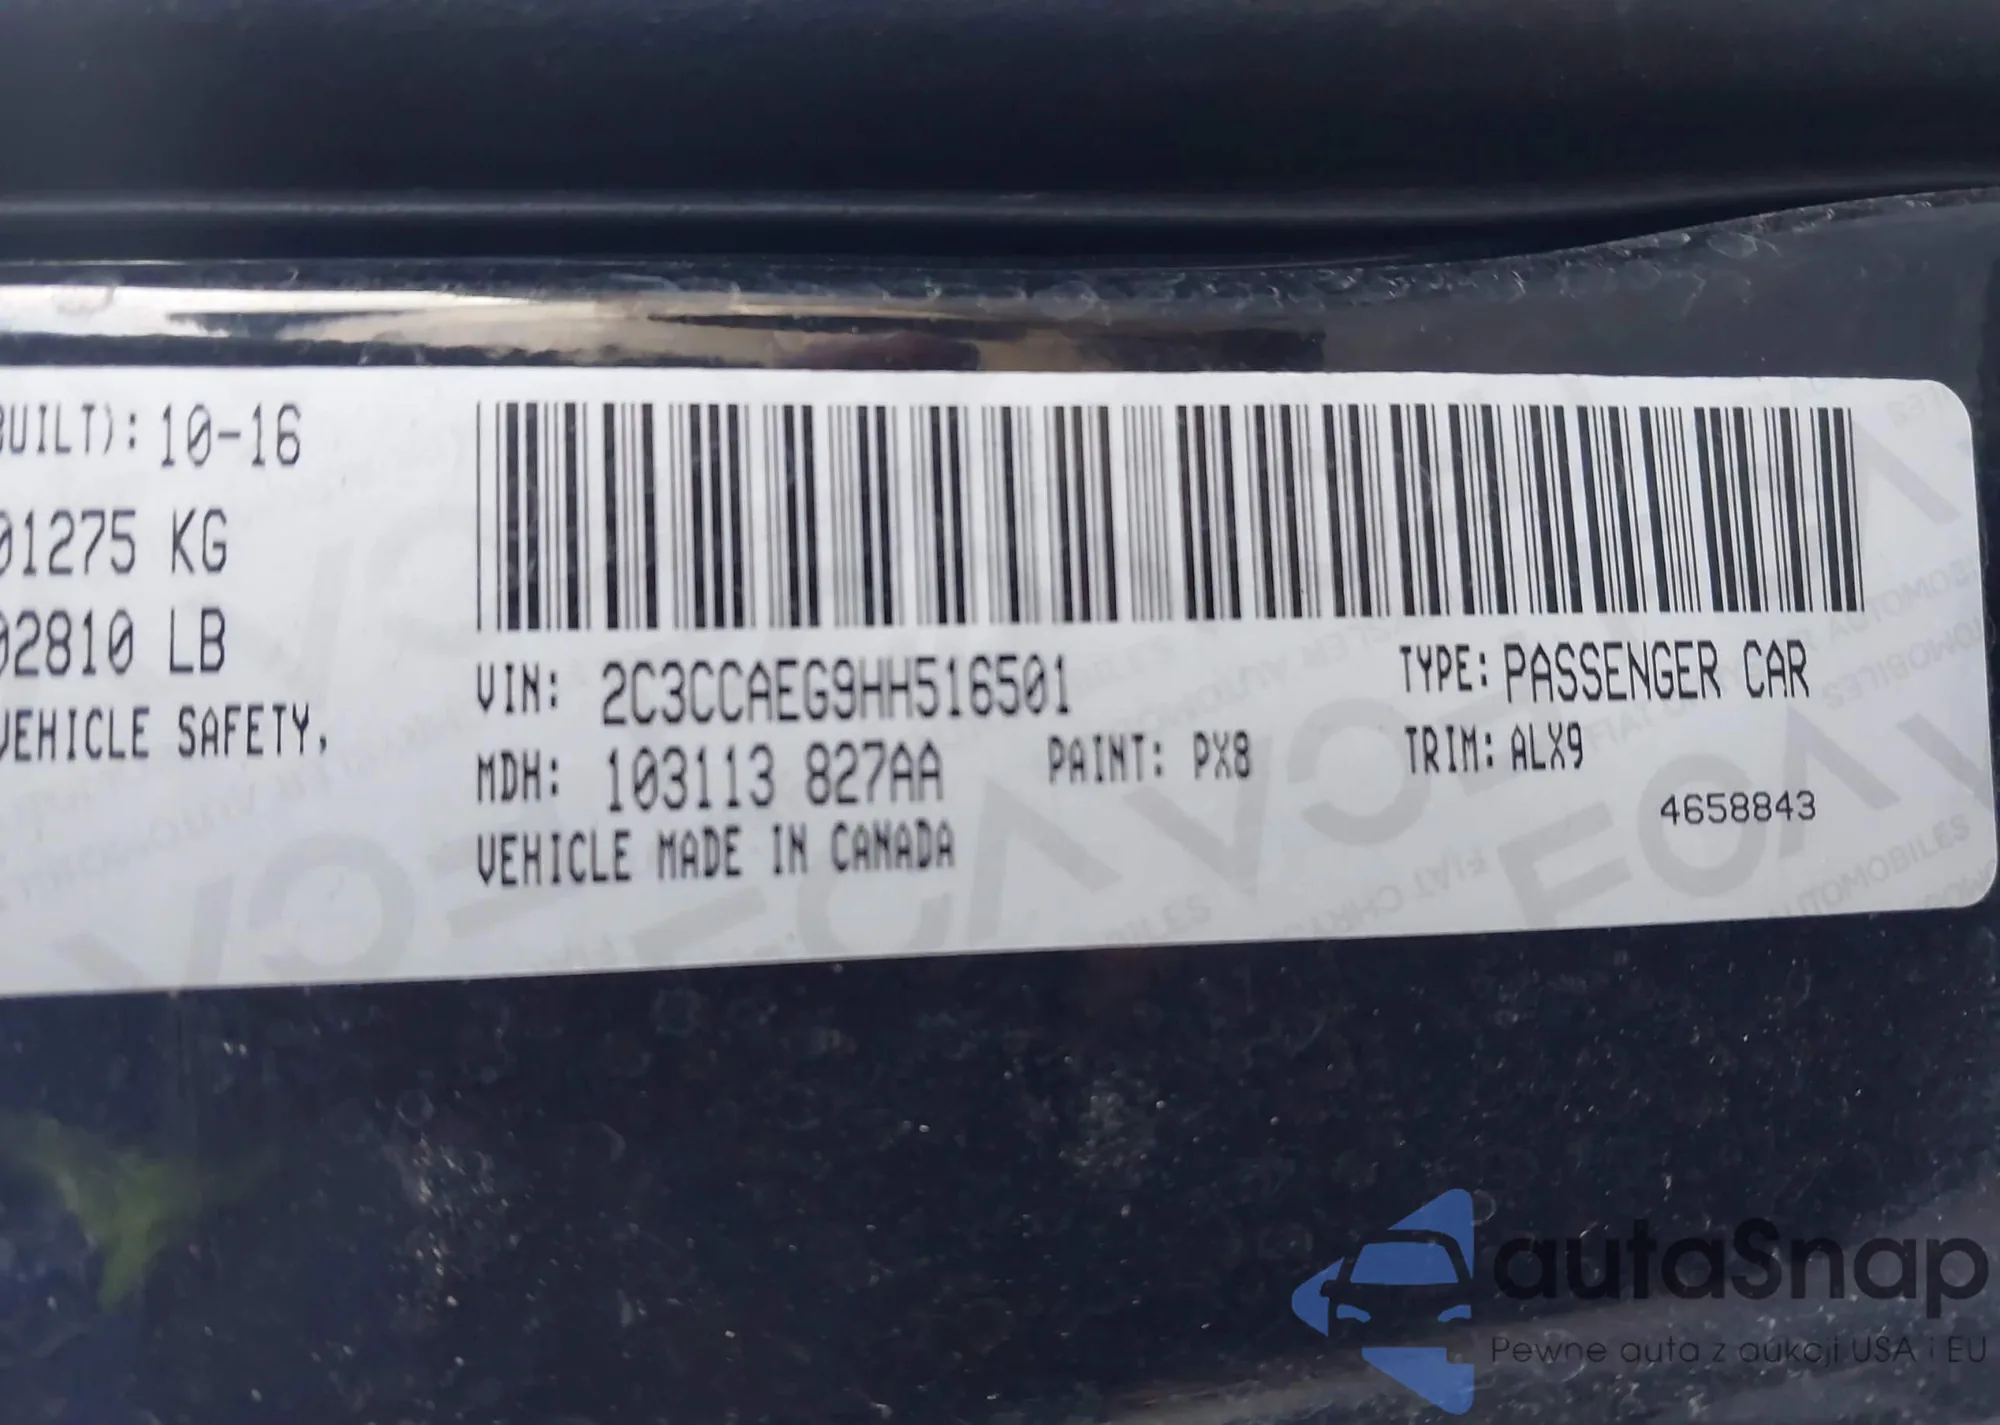 BUILT): 10-16
01275 KG
02810 LB
VEHICLE SAFETY,
VIN: 2C3CCAEG9HH516501
TYPE: PASSENGER CAR
MDH: 103113 827AA
PAINT: PX8
TRIM: ALX9
VEHICLE MADE IN CANADA
4658843
autaSnap
Pewne auta z aukcji USA i EU